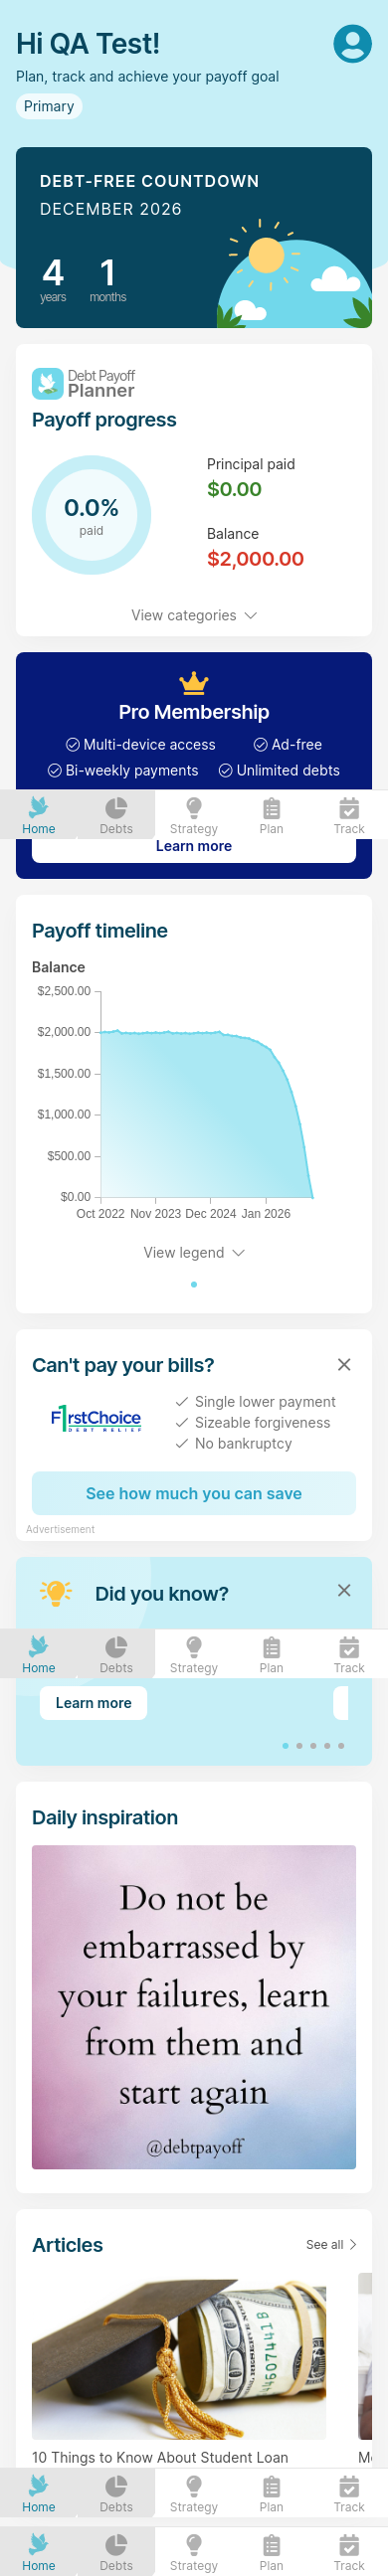 Hi QA Test!
Plan, track and achieve your payoff goal
Primary
DEBT-FREE COUNTDOWN
DECEMBER 2026
4 1
years months
Debt Payoff
Planner
Payoff progress
0.0%
paid
Principal paid
$0.00
Balance
$2,000.00
View categories
Pro Membership
Multi-device access Ad-free
Bi-weekly payments Unlimited debts
Home Debts Strategy Plan Track
Learn more
Payoff timeline
Balance
$2,500.00
$2,000.00
$1,500.00
$1,000.00
$500.00
$0.00
Oct 2022 Nov 2023 Dec 2024 Jan 2026
View legend
Can't pay your bills?
F1rstChoice
DEBT RELIEF
Single lower payment
Sizeable forgiveness
No bankruptcy
See how much you can save
Advertisement
Did you know?
Home Debts Strategy Plan Track
Learn more
Daily inspiration
Do not be
embarrassed by
your failures, learn
from them and
start again
@debtpayoff
Articles See all
10 Things to Know About Student Loan
Home Debts Strategy Plan Track
Home Debts Strategy Plan Track